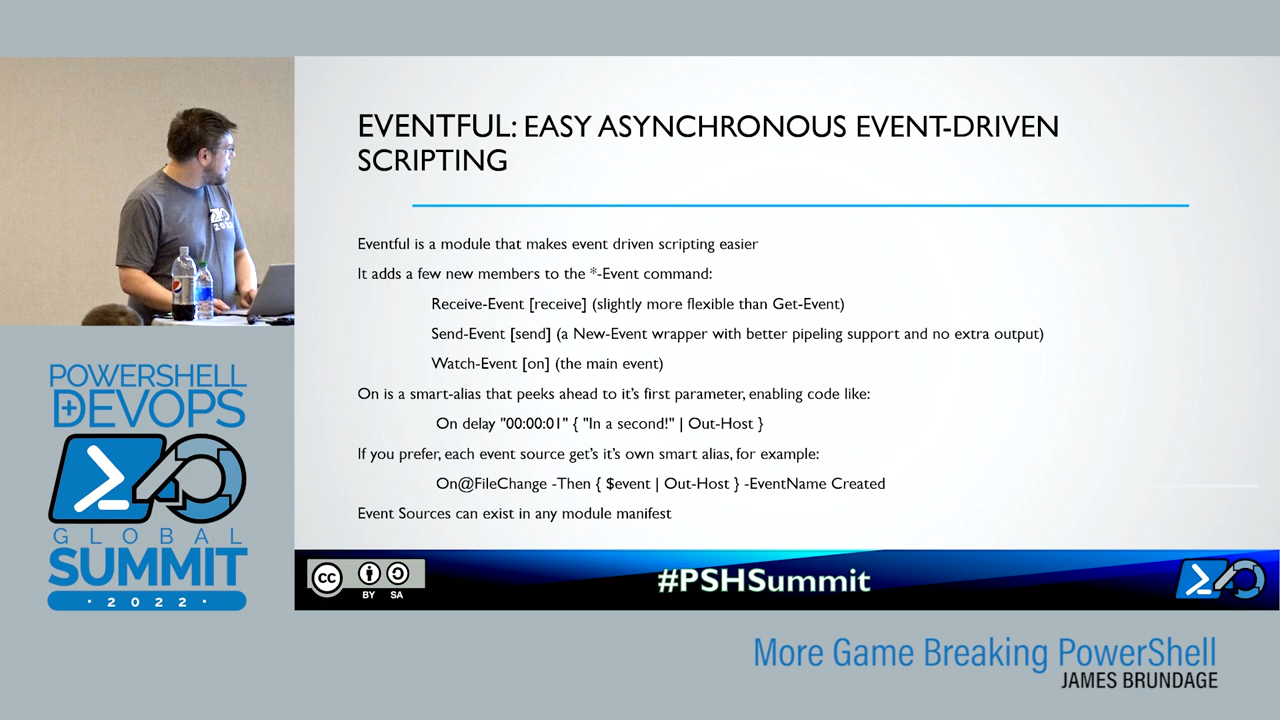 EVENTFUL: EASY ASYNCHRONOUS EVENT-DRIVEN
SCRIPTING
Eventful is a module that makes event driven scripting easier
It adds a few new members to the *-Event command:
Receive-Event [receive] (slightly more flexible than Get-Event)
Send-Event [send] (a New-Event wrapper with better pipeling support and no extra output)
Watch-Event [on] (the main event)
On is a smart-alias that peeks ahead to it's first parameter, enabling code like:
On delay "00:00:01" { "In a second!" | Out-Host }
If you prefer, each event source get's it's own smart alias, for example:
On@FileChange -Then { $event | Out-Host } -EventName Created
Event Sources can exist in any module manifest
2022
pepsi
POWERSHELL
DEVOPS
GLOBAL
SUMMIT
· 2022 ·
cc
BY SA
#PSHSummit
More Game Breaking PowerShell
JAMES BRUNDAGE